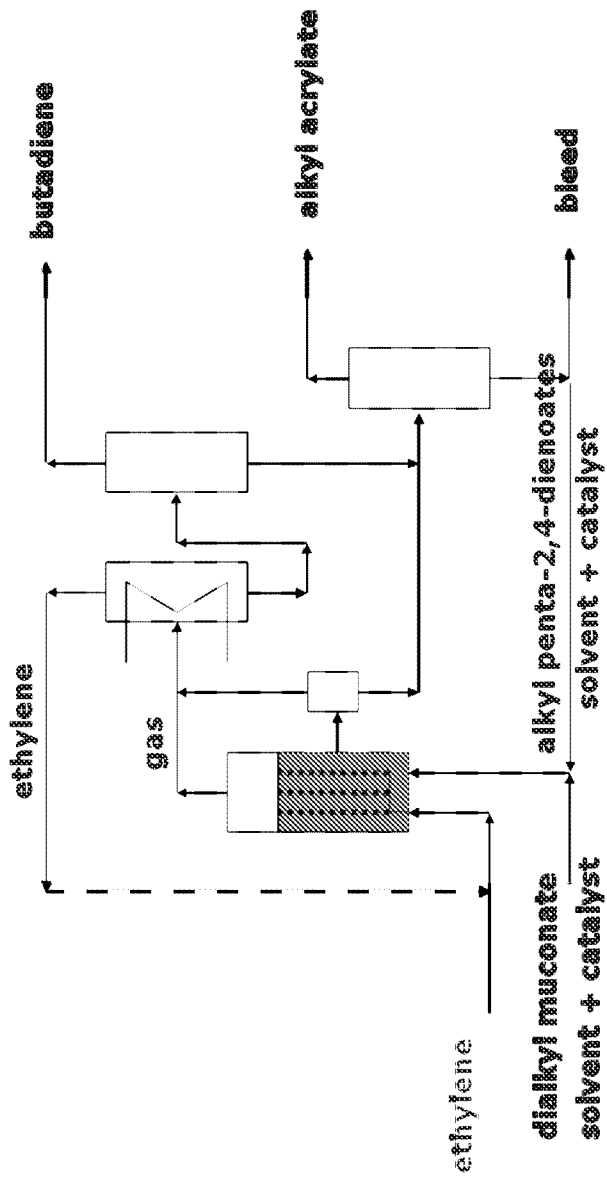 butadiene
alkyl acrylate
bleed
ethylene
gas
alkyl penta-2,4-dienoates
solvent + catalyst
ethylene
dialkyl muconate
solvent + catalyst